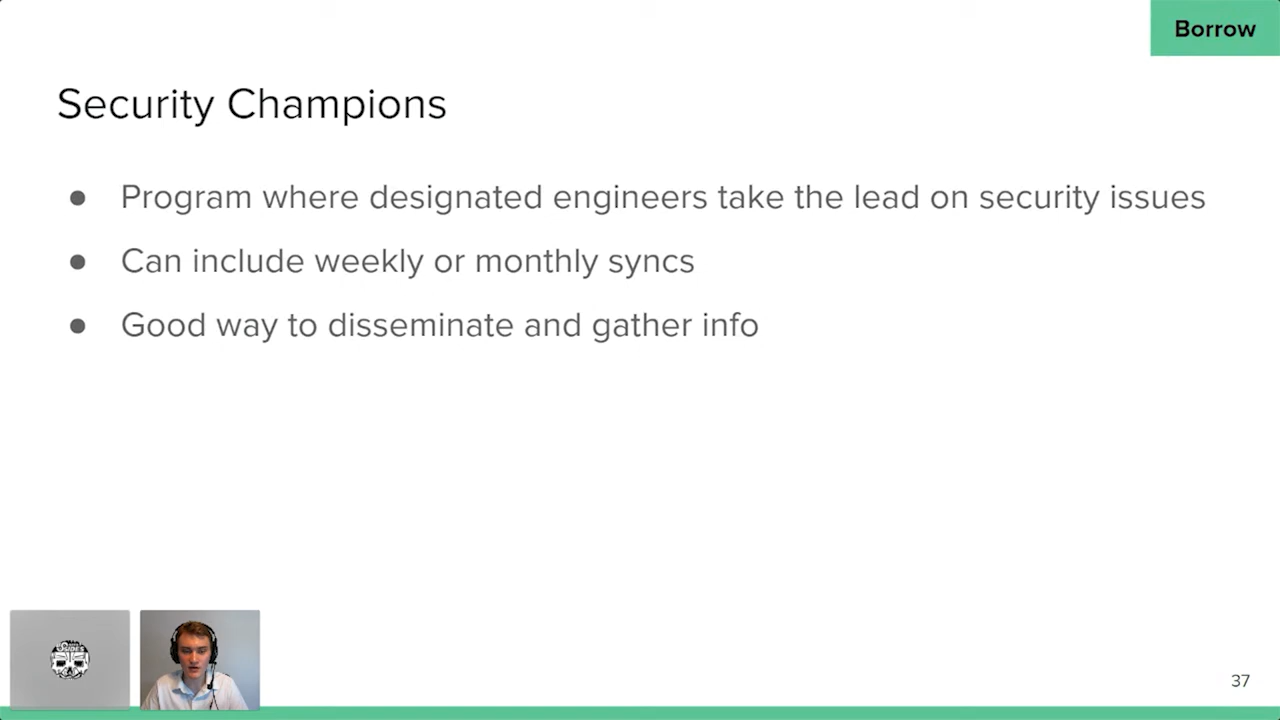 Borrow
Security Champions
● Program where designated engineers take the lead on security issues
● Can include weekly or monthly syncs
● Good way to disseminate and gather info
SIDES
37